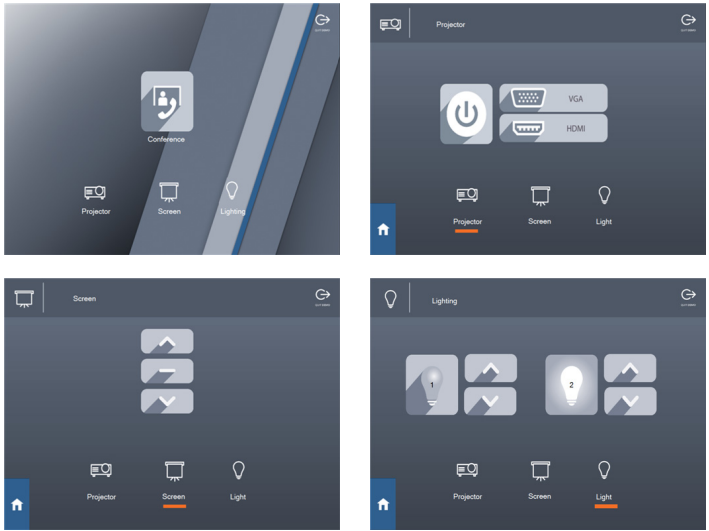 Conference
Projector
Screen
Lighting
Projector
VGA
HDMI
Projector
Screen
Light
Screen
Projector
Screen
Light
Lighting
1
2
Projector
Screen
Light